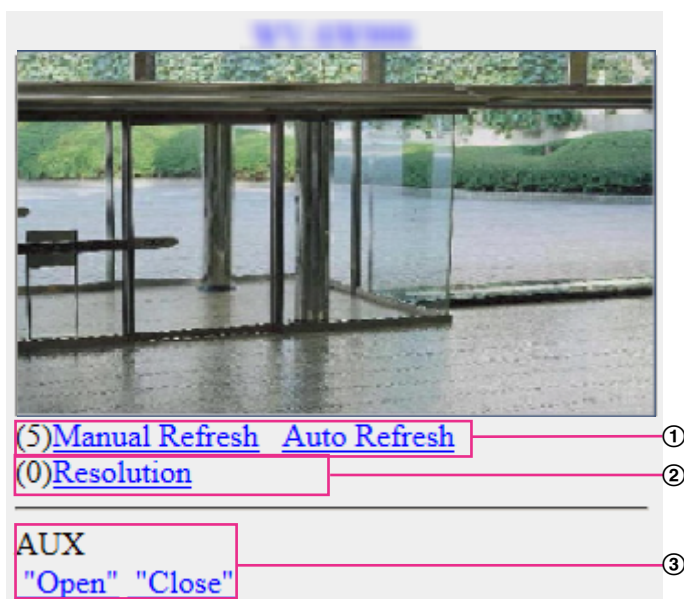 (5)Manual Refresh Auto Refresh ①
(0)Resolution ②
AUX
"Open" "Close" ③